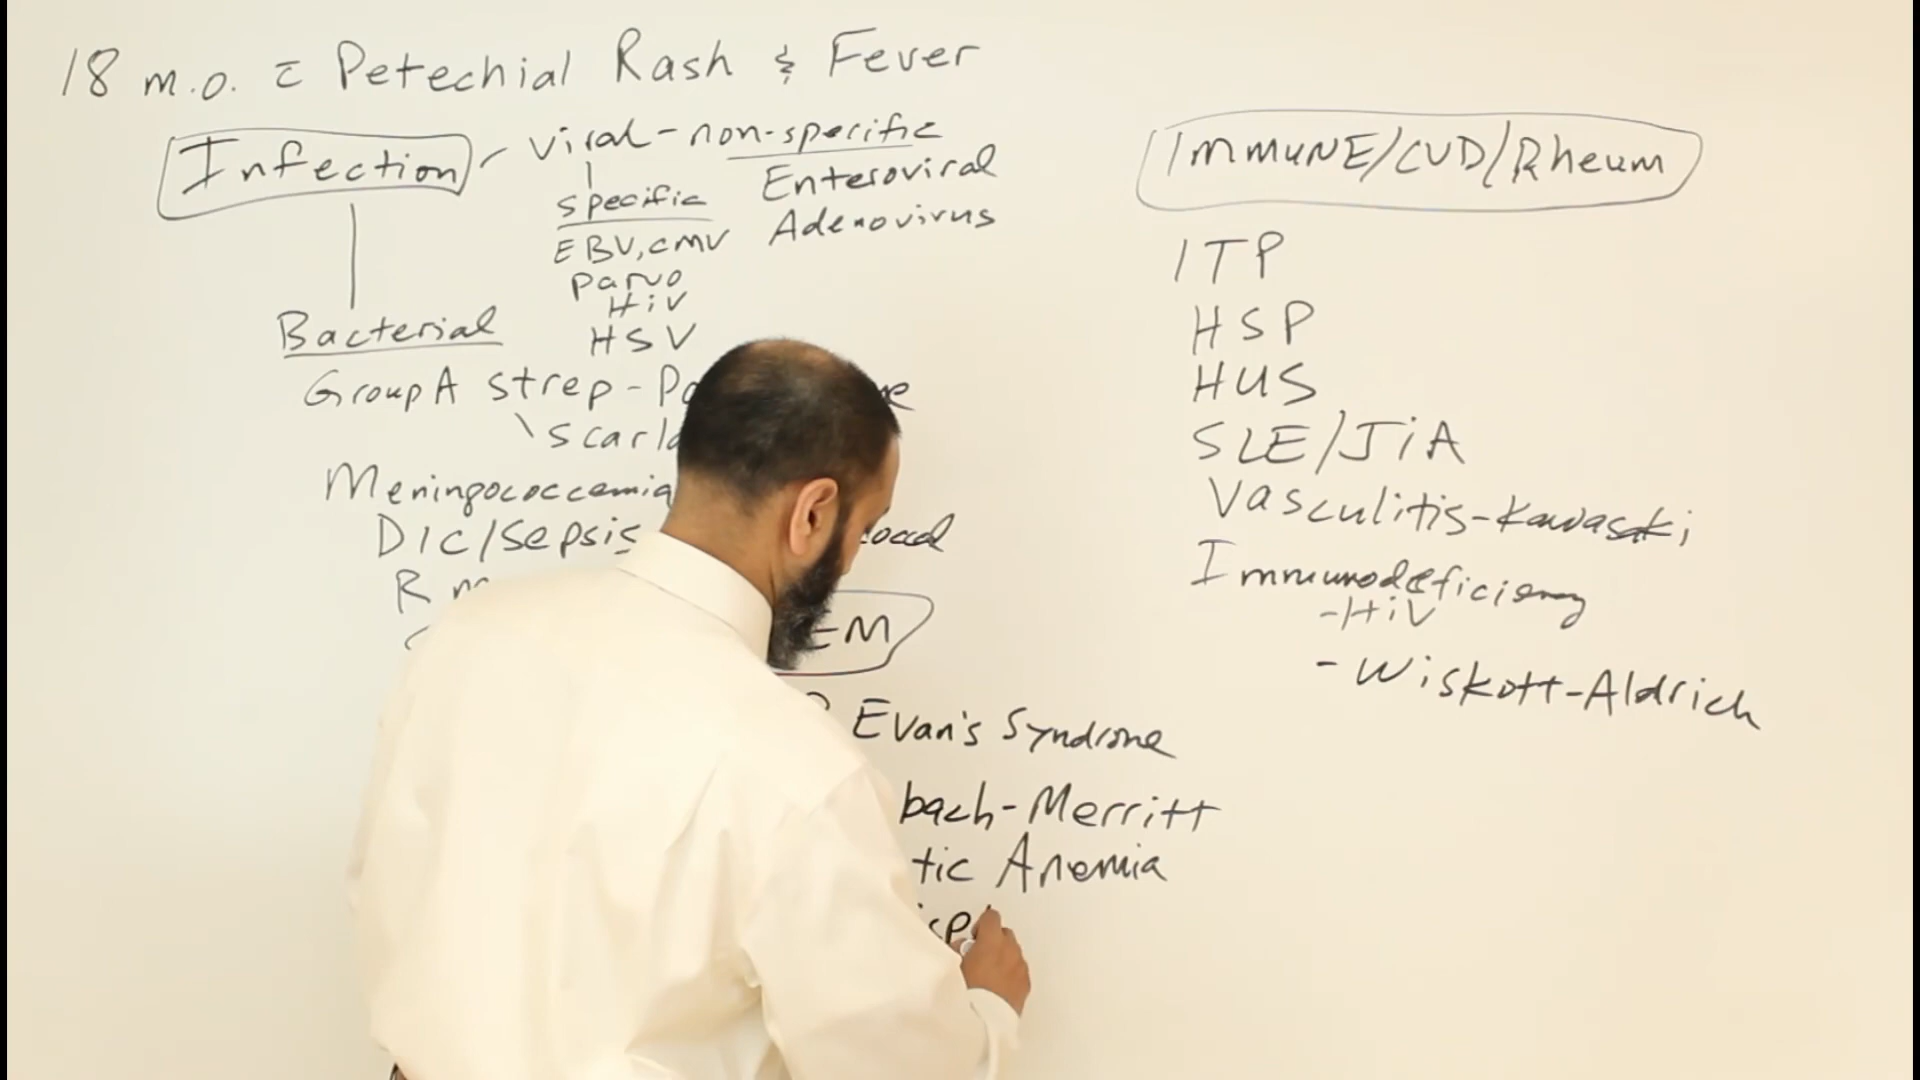 18 m.o. c Petechial Rash & Fever
Infection - Viral - non-specific
Enteroviral
Adenovirus
specific
EBV, CMV
Parvo
HiV
HSV
Bacterial
Group A strep -
Meningococcemia
DIC/Sepsis
EM
Evan's Syndrome
bach-Merritt
tic Anemia
IMMUNE/CVD/Rheum
ITP
HSP
HUS
SLE/JiA
Vasculitis-Kawasaki
Immunodeficiency
-HiV
- Wiskott-Aldrich